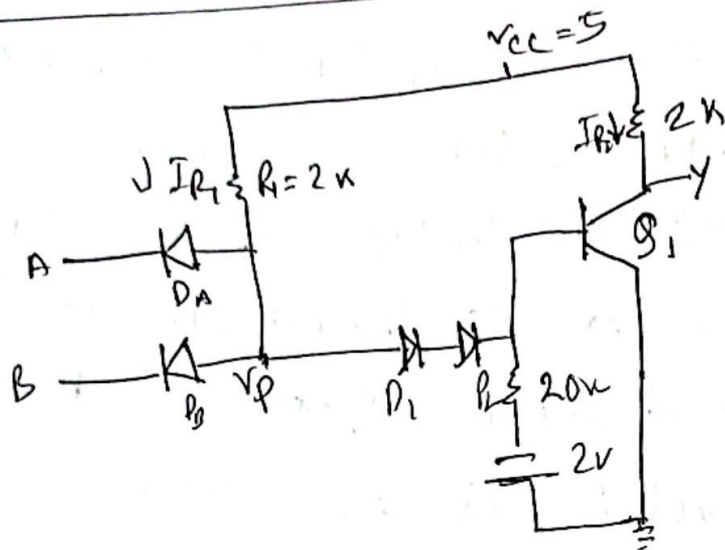 VCC = 5
IR₁ R₁ = 2K
IR₂ 2K
Y
A
DA
Q1
B
DB
VP
D1
D2 20K
2V